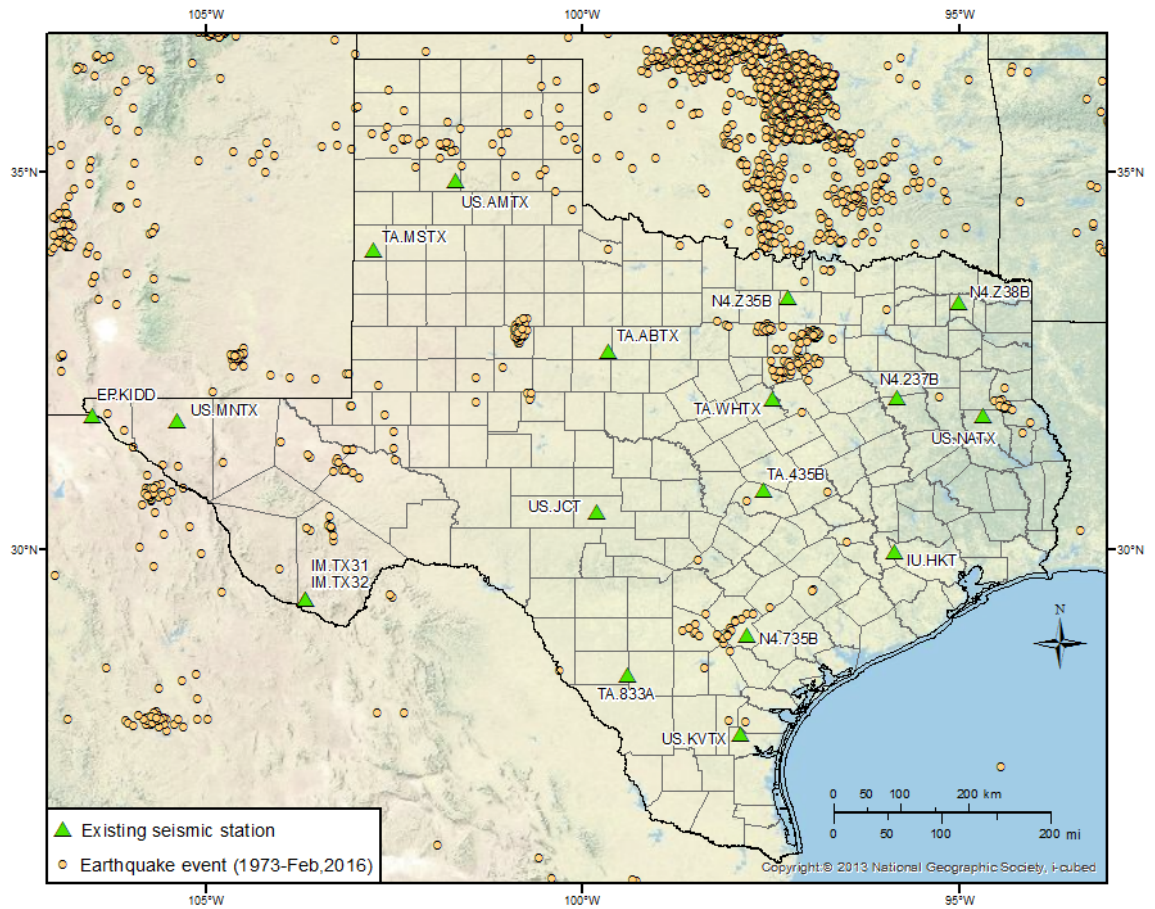 105°W
100°W
95°W
35°N
35°N
US.AMTX
TA.MSTX
N4.Z35B
N4.Z38B
TA.ABTX
EP.KIDD
US.MNTX
TA.WHTX
N4.237B
US.NATX
TA.435B
US.JCT
30°N
30°N
IU.HKT
IM.TX31
IM.TX32
N4.735B
TA.833A
US.KVTX
N
0 50 100 200 km
0 50 100 200 mi
Existing seismic station
Earthquake event (1973-Feb,2016)
Copyright:© 2013 National Geographic Society, i-cubed
105°W
100°W
95°W